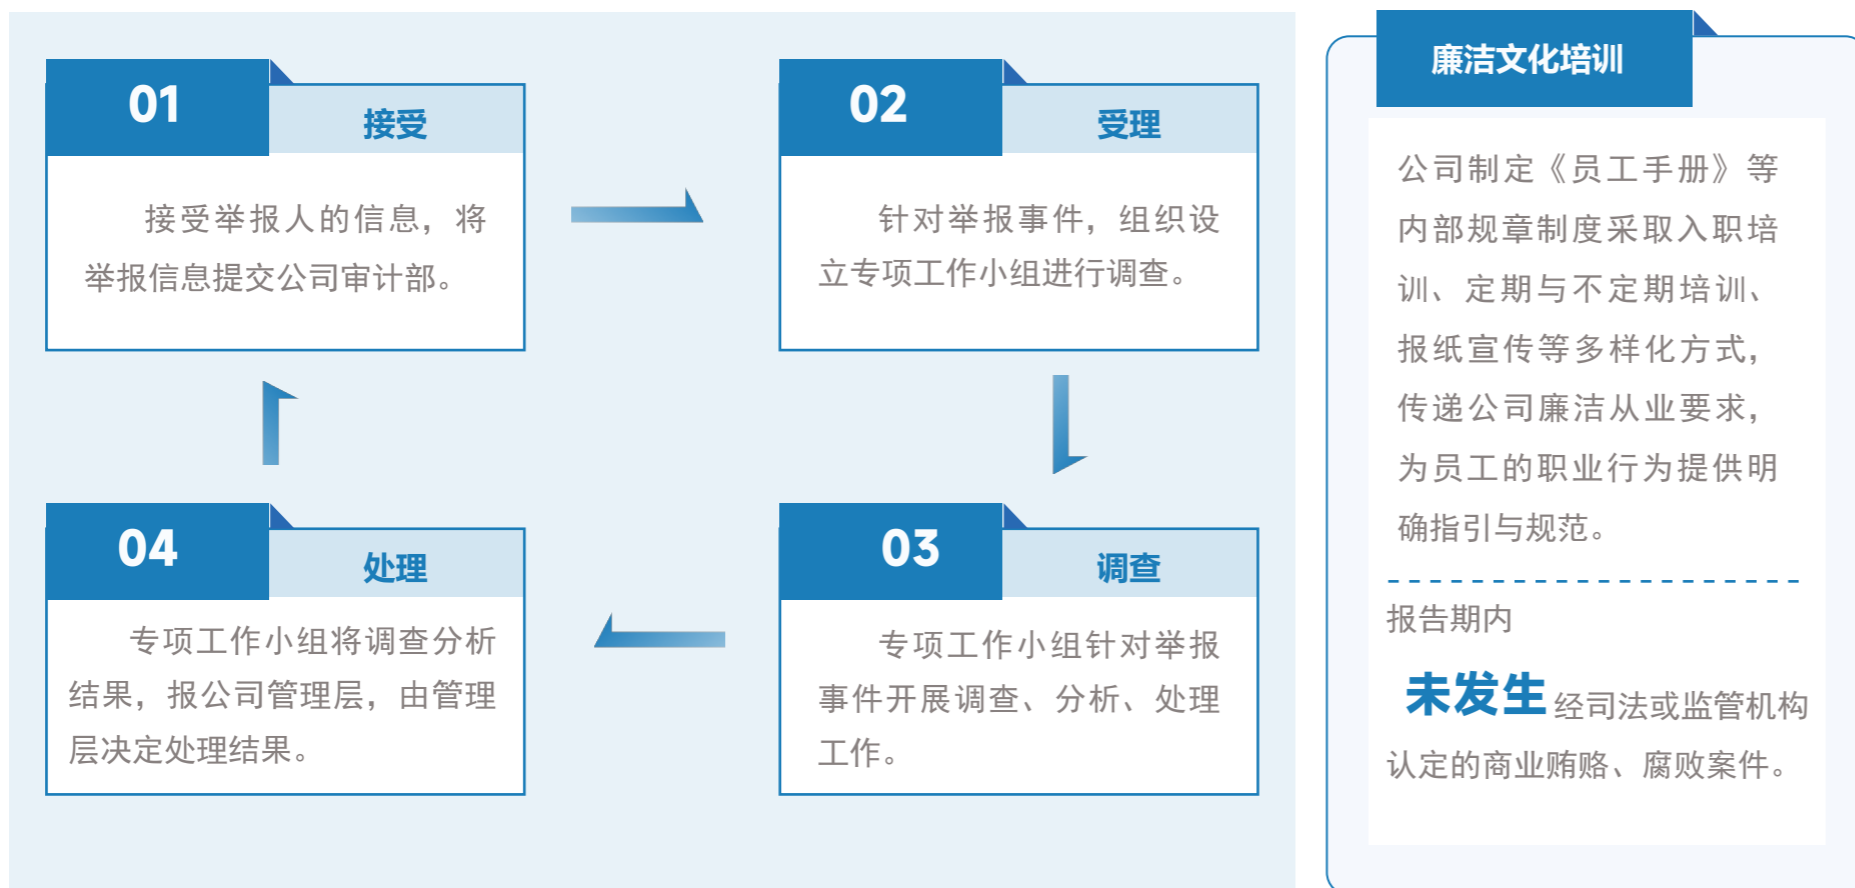 01
接受
接受举报人的信息，将
举报信息提交公司审计部。
02
受理
针对举报事件，组织设
立专项工作小组进行调查。
03
调查
专项工作小组针对举报
事件开展调查、分析、处理
工作。
04
处理
专项工作小组将调查分析
结果，报公司管理层，由管理
层决定处理结果。
廉洁文化培训
公司制定《员工手册》等
内部规章制度采取入职培
训、定期与不定期培训、
报纸宣传等多样化方式，
传递公司廉洁从业要求，
为员工的职业行为提供明
确指引与规范。
报告期内
未发生 经司法或监管机构
认定的商业贿赂、腐败案件。